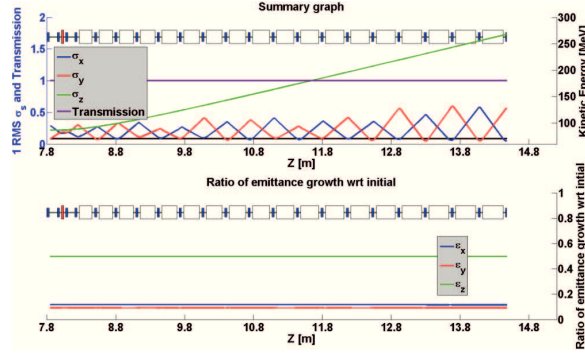 Summary graph
1 RMS σs and Transmission
2
1.5
1
0.5
0
σx
σy
σz
Transmission
300
250
200
150
100
Kinetic Energy [MeV]
7.8 8.8 9.8 10.8 11.8 12.8 13.8 14.8
Z [m]
Ratio of emittance growth wrt initial
1
0.8
0.6
0.4
0.2
0
Ratio of emittance growth wrt intial
εx
εy
εz
7.8 8.8 9.8 10.8 11.8 12.8 13.8 14.8
Z [m]